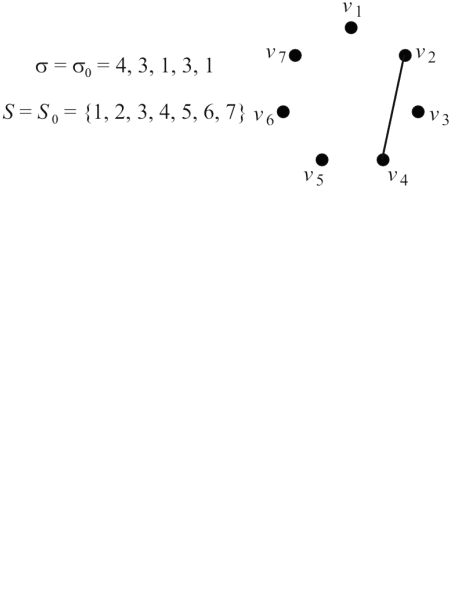 v₁
σ = σ₀ = 4, 3, 1, 3, 1
v₇
v₂
S = S₀ = {1, 2, 3, 4, 5, 6, 7}
v₆
v₃
v₅
v₄